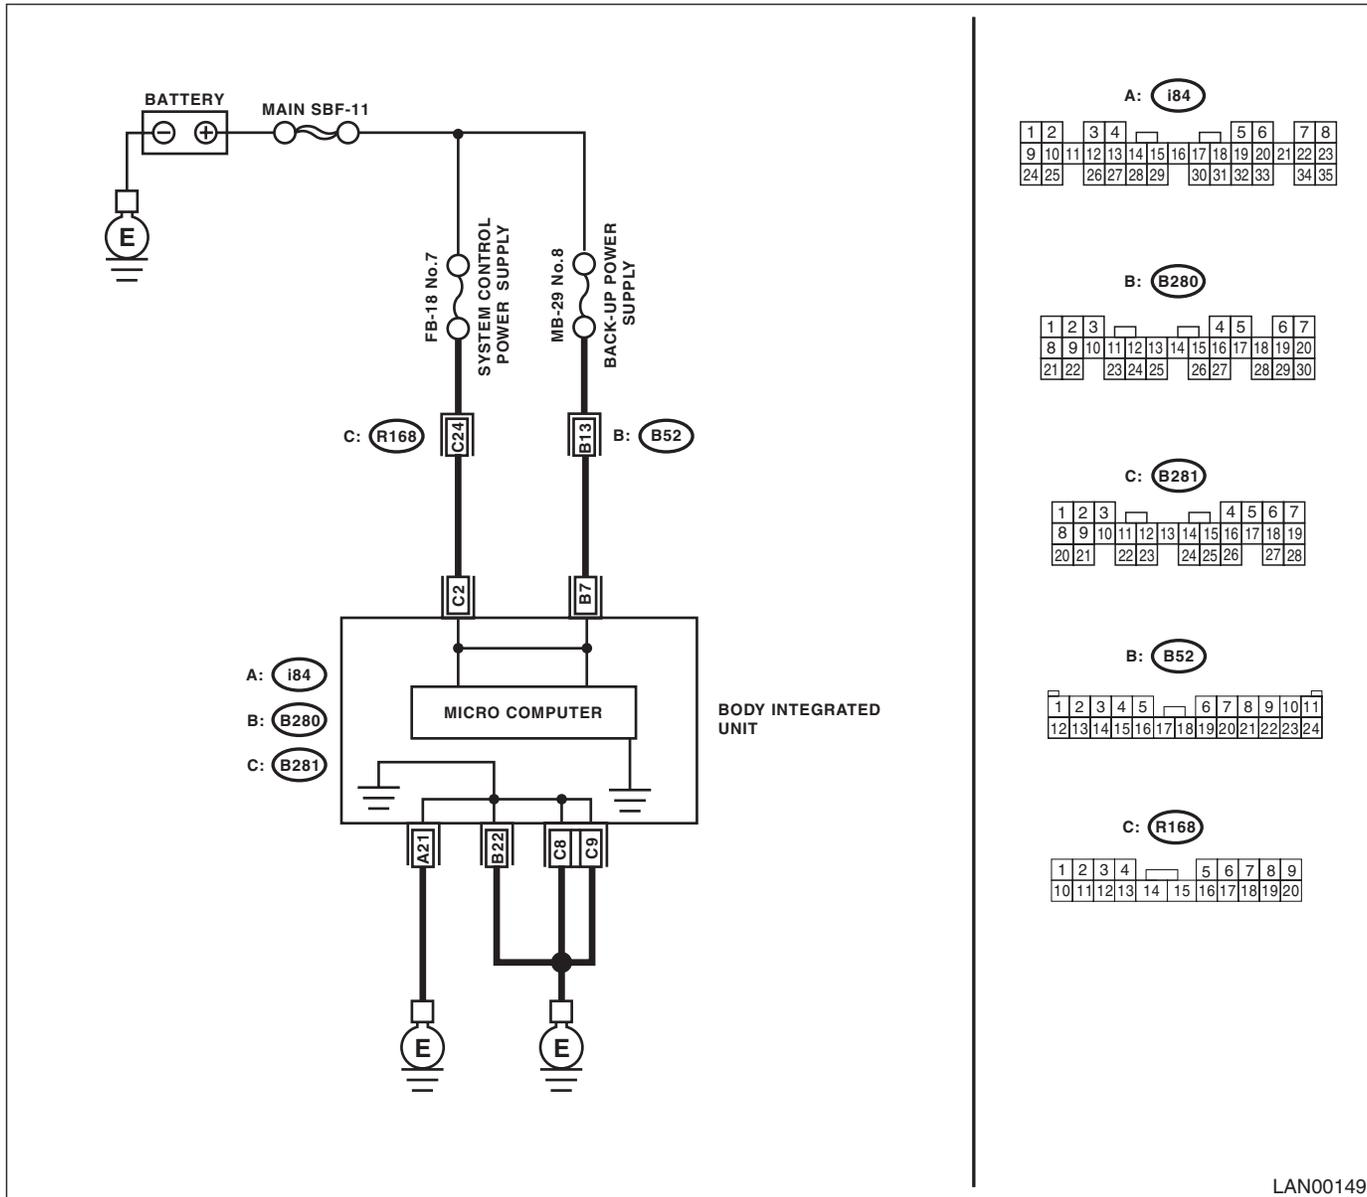 BATTERY
MAIN SBF-11
E
FB-18 No.7
SYSTEM CONTROL
POWER SUPPLY
MB-29 No.8
BACK-UP POWER
SUPPLY
C: R168
C24
B13
B: B52
C2
B7
A: i84
B: B280
C: B281
MICRO COMPUTER
BODY INTEGRATED
UNIT
A21
B22
C8
C9
E
E
A: i84
1 2 3 4 5 6 7 8
9 10 11 12 13 14 15 16 17 18 19 20 21 22 23
24 25 26 27 28 29 30 31 32 33 34 35
B: B280
1 2 3 4 5 6 7
8 9 10 11 12 13 14 15 16 17 18 19 20
21 22 23 24 25 26 27 28 29 30
C: B281
1 2 3 4 5 6 7
8 9 10 11 12 13 14 15 16 17 18 19
20 21 22 23 24 25 26 27 28
B: B52
1 2 3 4 5 6 7 8 9 10 11
12 13 14 15 16 17 18 19 20 21 22 23 24
C: R168
1 2 3 4 5 6 7 8 9
10 11 12 13 14 15 16 17 18 19 20
LAN00149